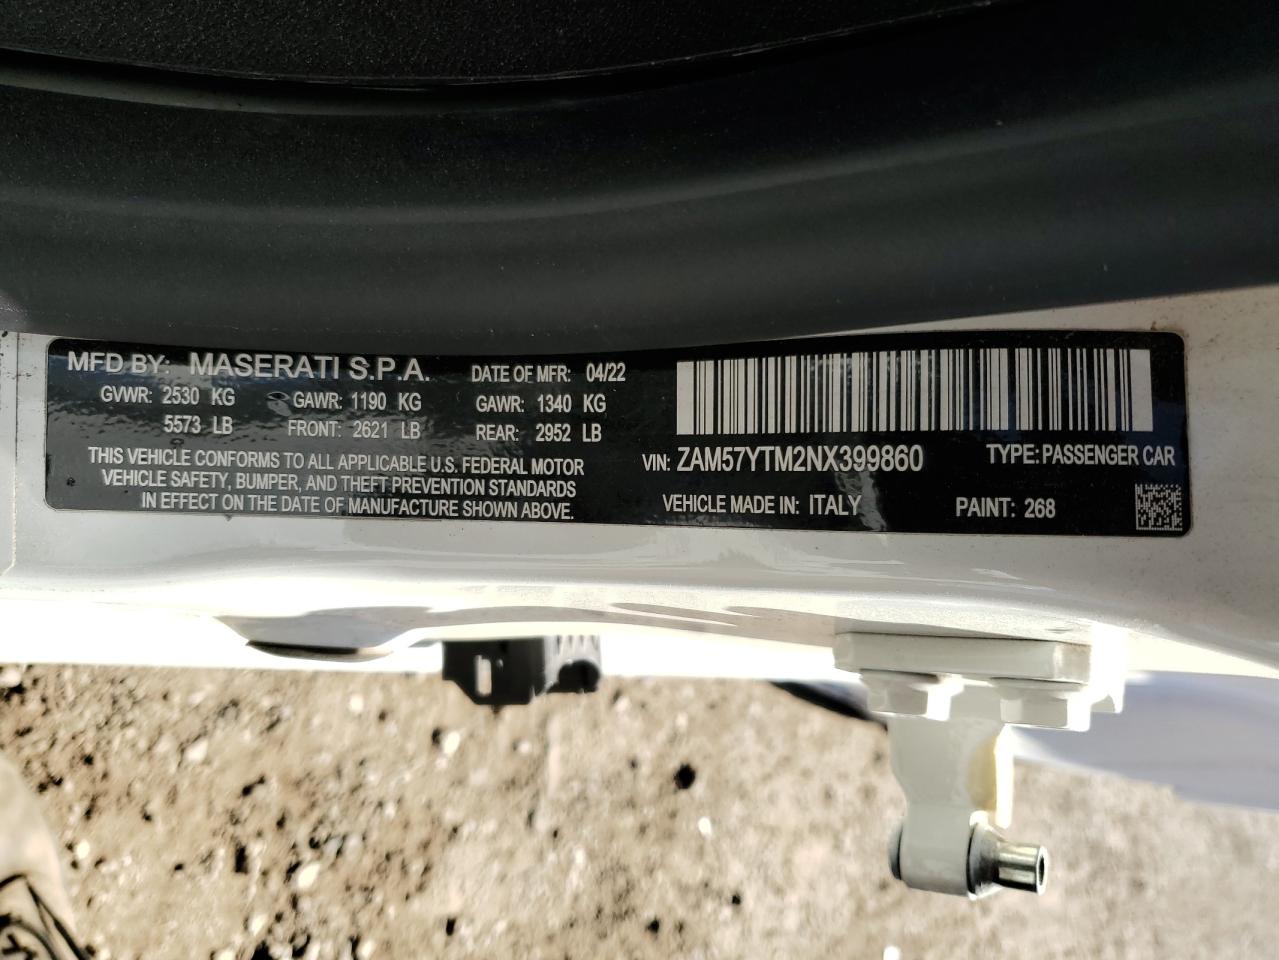 MFD BY: MASERATI S.P.A. DATE OF MFR: 04/22
GVWR: 2530 KG GAWR: 1190 KG GAWR: 1340 KG
5573 LB FRONT: 2621 LB REAR: 2952 LB
THIS VEHICLE CONFORMS TO ALL APPLICABLE U.S. FEDERAL MOTOR
VEHICLE SAFETY, BUMPER, AND THEFT PREVENTION STANDARDS
IN EFFECT ON THE DATE OF MANUFACTURE SHOWN ABOVE.
VIN: ZAM57YTM2NX399860 TYPE: PASSENGER CAR
VEHICLE MADE IN: ITALY PAINT: 268